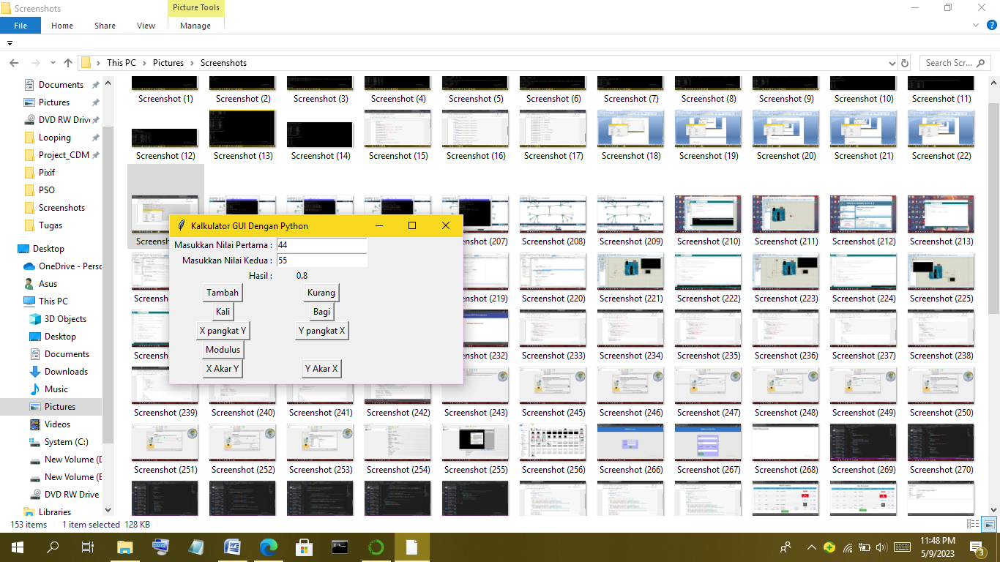 Screenshots
Picture Tools
File Home Share View Manage
This PC Pictures Screenshots
Search Scr...
Documents
Pictures
DVD RW Drive
Looping
Project_CDM
Pixif
PSO
Screenshots
Tugas
Desktop
OneDrive - Perso
Asus
This PC
3D Objects
Desktop
Documents
Downloads
Music
Pictures
Videos
System (C:)
New Volume (D
New Volume (E
DVD RW Drive
Libraries
Screenshot (1) Screenshot (2) Screenshot (3) Screenshot (4) Screenshot (5) Screenshot (6) Screenshot (7) Screenshot (8) Screenshot (9) Screenshot (10) Screenshot (11)
Screenshot (12) Screenshot (13) Screenshot (14) Screenshot (15) Screenshot (16) Screenshot (17) Screenshot (18) Screenshot (19) Screenshot (20) Screenshot (21) Screenshot (22)
Screensh (207) Screenshot (208) Screenshot (209) Screenshot (210) Screenshot (211) Screenshot (212) Screenshot (213)
Screensh (219) Screenshot (220) Screenshot (221) Screenshot (222) Screenshot (223) Screenshot (224) Screenshot (225)
Screensh (232) Screenshot (233) Screenshot (234) Screenshot (235) Screenshot (236) Screenshot (237) Screenshot (238)
Screenshot (239) Screenshot (240) Screenshot (241) Screenshot (242) Screenshot (243) Screenshot (245) Screenshot (246) Screenshot (247) Screenshot (248) Screenshot (249) Screenshot (250)
Screenshot (251) Screenshot (252) Screenshot (253) Screenshot (254) Screenshot (255) Screenshot (256) Screenshot (266) Screenshot (267) Screenshot (268) Screenshot (269) Screenshot (270)
Kalkulator GUI Dengan Python
Masukkan Nilai Pertama : 44
Masukkan Nilai Kedua : 55
Hasil : 0.8
Tambah Kurang
Kali Bagi
X pangkat Y Y pangkat X
Modulus
X Akar Y Y Akar X
153 items 1 item selected 128 KB
11:48 PM
5/9/2023
3